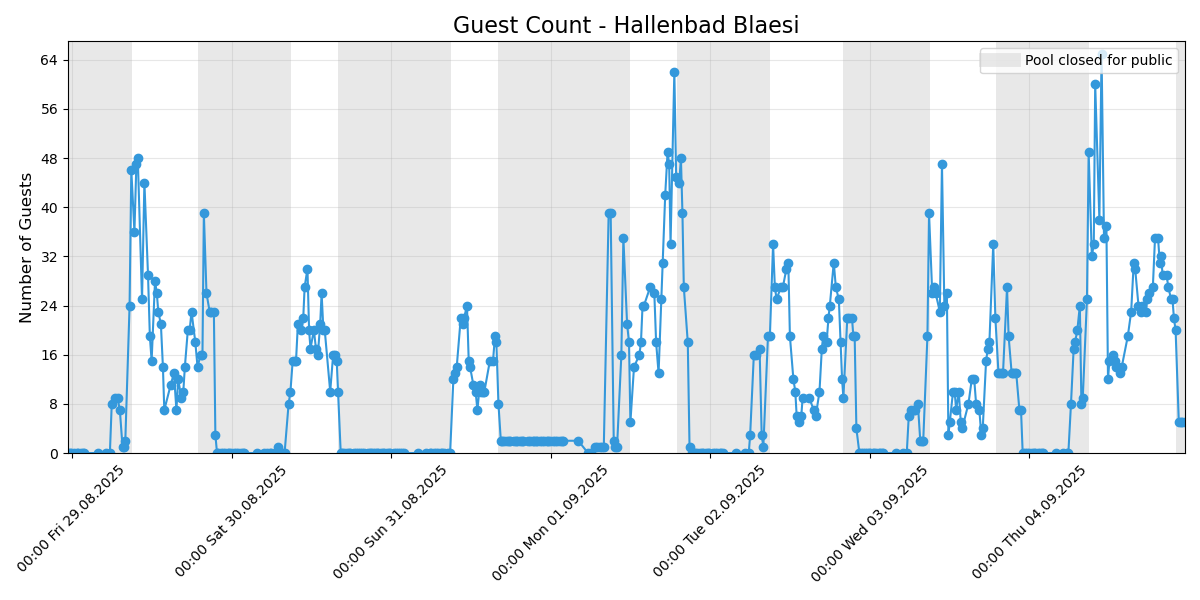 Guest Count - Hallenbad Blaesi
Pool closed for public
Number of Guests
64
56
48
40
32
24
16
8
0
00:00 Fri 29.08.2025
00:00 Sat 30.08.2025
00:00 Sun 31.08.2025
00:00 Mon 01.09.2025
00:00 Tue 02.09.2025
00:00 Wed 03.09.2025
00:00 Thu 04.09.2025